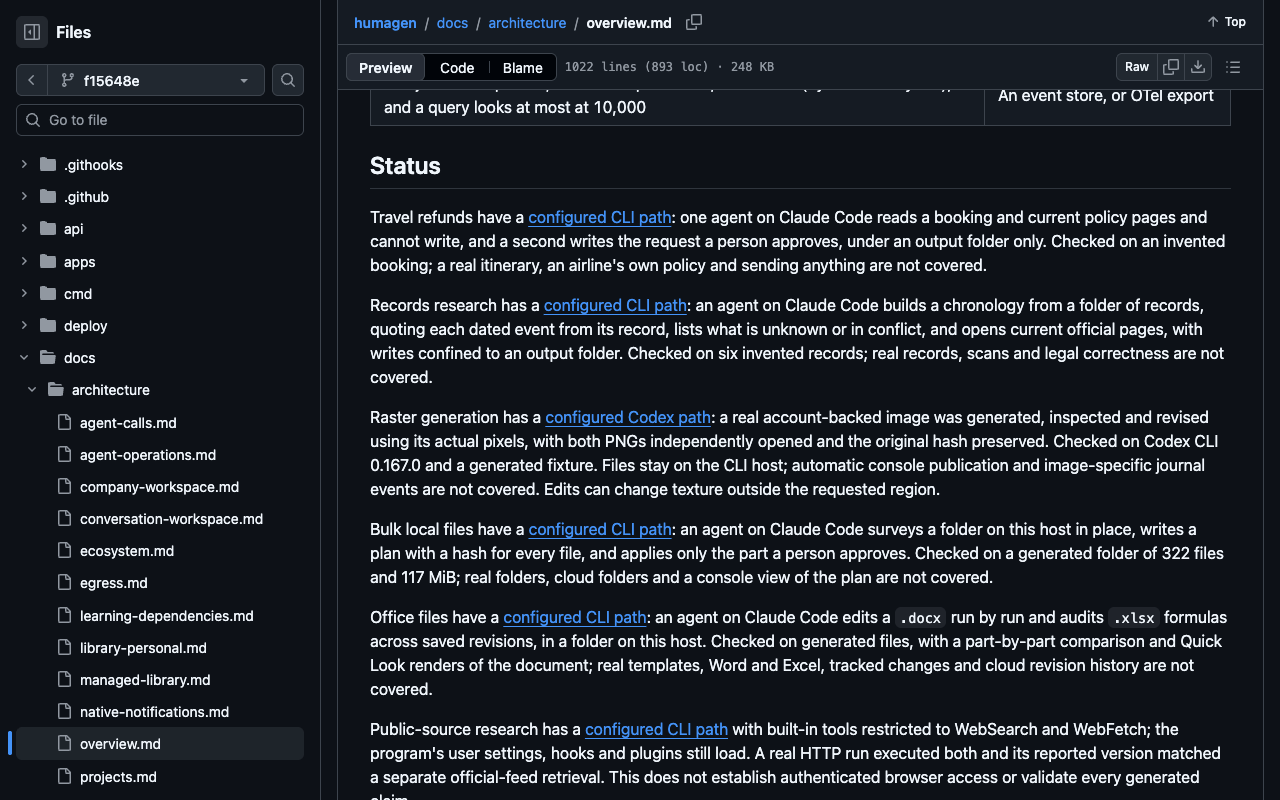 Files
humagen / docs / architecture / overview.md
Top
f15648e
Preview Code Blame 1022 lines (893 loc) · 248 KB
Raw
Go to file
.githooks
.github
api
apps
cmd
deploy
docs
architecture
agent-calls.md
agent-operations.md
company-workspace.md
conversation-workspace.md
ecosystem.md
egress.md
learning-dependencies.md
library-personal.md
managed-library.md
native-notifications.md
overview.md
projects.md
and a query looks at most at 10,000
An event store, or OTel export
Status
Travel refunds have a configured CLI path: one agent on Claude Code reads a booking and current policy pages and
cannot write, and a second writes the request a person approves, under an output folder only. Checked on an invented
booking; a real itinerary, an airline's own policy and sending anything are not covered.
Records research has a configured CLI path: an agent on Claude Code builds a chronology from a folder of records,
quoting each dated event from its record, lists what is unknown or in conflict, and opens current official pages, with
writes confined to an output folder. Checked on six invented records; real records, scans and legal correctness are not
covered.
Raster generation has a configured Codex path: a real account-backed image was generated, inspected and revised
using its actual pixels, with both PNGs independently opened and the original hash preserved. Checked on Codex CLI
0.167.0 and a generated fixture. Files stay on the CLI host; automatic console publication and image-specific journal
events are not covered. Edits can change texture outside the requested region.
Bulk local files have a configured CLI path: an agent on Claude Code surveys a folder on this host in place, writes a
plan with a hash for every file, and applies only the part a person approves. Checked on a generated folder of 322 files
and 117 MiB; real folders, cloud folders and a console view of the plan are not covered.
Office files have a configured CLI path: an agent on Claude Code edits a .docx run by run and audits .xlsx formulas
across saved revisions, in a folder on this host. Checked on generated files, with a part-by-part comparison and Quick
Look renders of the document; real templates, Word and Excel, tracked changes and cloud revision history are not
covered.
Public-source research has a configured CLI path with built-in tools restricted to WebSearch and WebFetch; the
program's user settings, hooks and plugins still load. A real HTTP run executed both and its reported version matched
a separate official-feed retrieval. This does not establish authenticated browser access or validate every generated